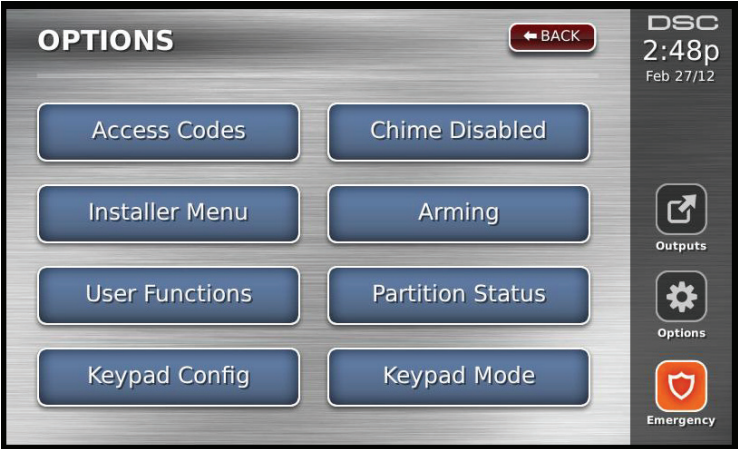 OPTIONS
BACK
DSC
2:48p
Feb 27/12
Access Codes
Chime Disabled
Installer Menu
Arming
Outputs
User Functions
Partition Status
Options
Keypad Config
Keypad Mode
Emergency